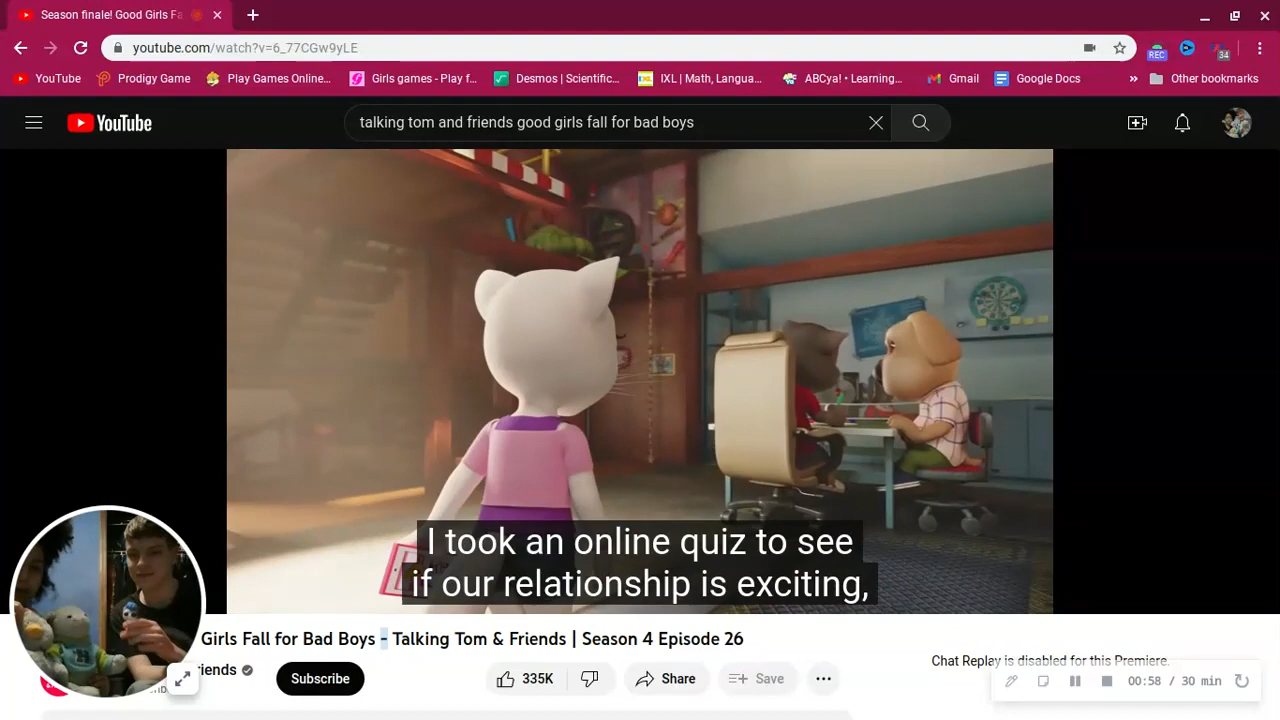 Season finale! Good Girls Fa
youtube.com/watch?v=6_77CGw9yLE
REC
34
YouTube
Prodigy Game
Play Games Online...
Girls games - Play f...
Desmos | Scientific...
IXL | Math, Langua...
ABCya! • Learning...
Gmail
Google Docs
»
Other bookmarks
YouTube
talking tom and friends good girls fall for bad boys
I took an online quiz to see
if our relationship is exciting,
Girls Fall for Bad Boys - Talking Tom & Friends | Season 4 Episode 26
riends
Subscribe
335K
Share
Save
Chat Replay is disabled for this Premiere.
00:58 / 30 min